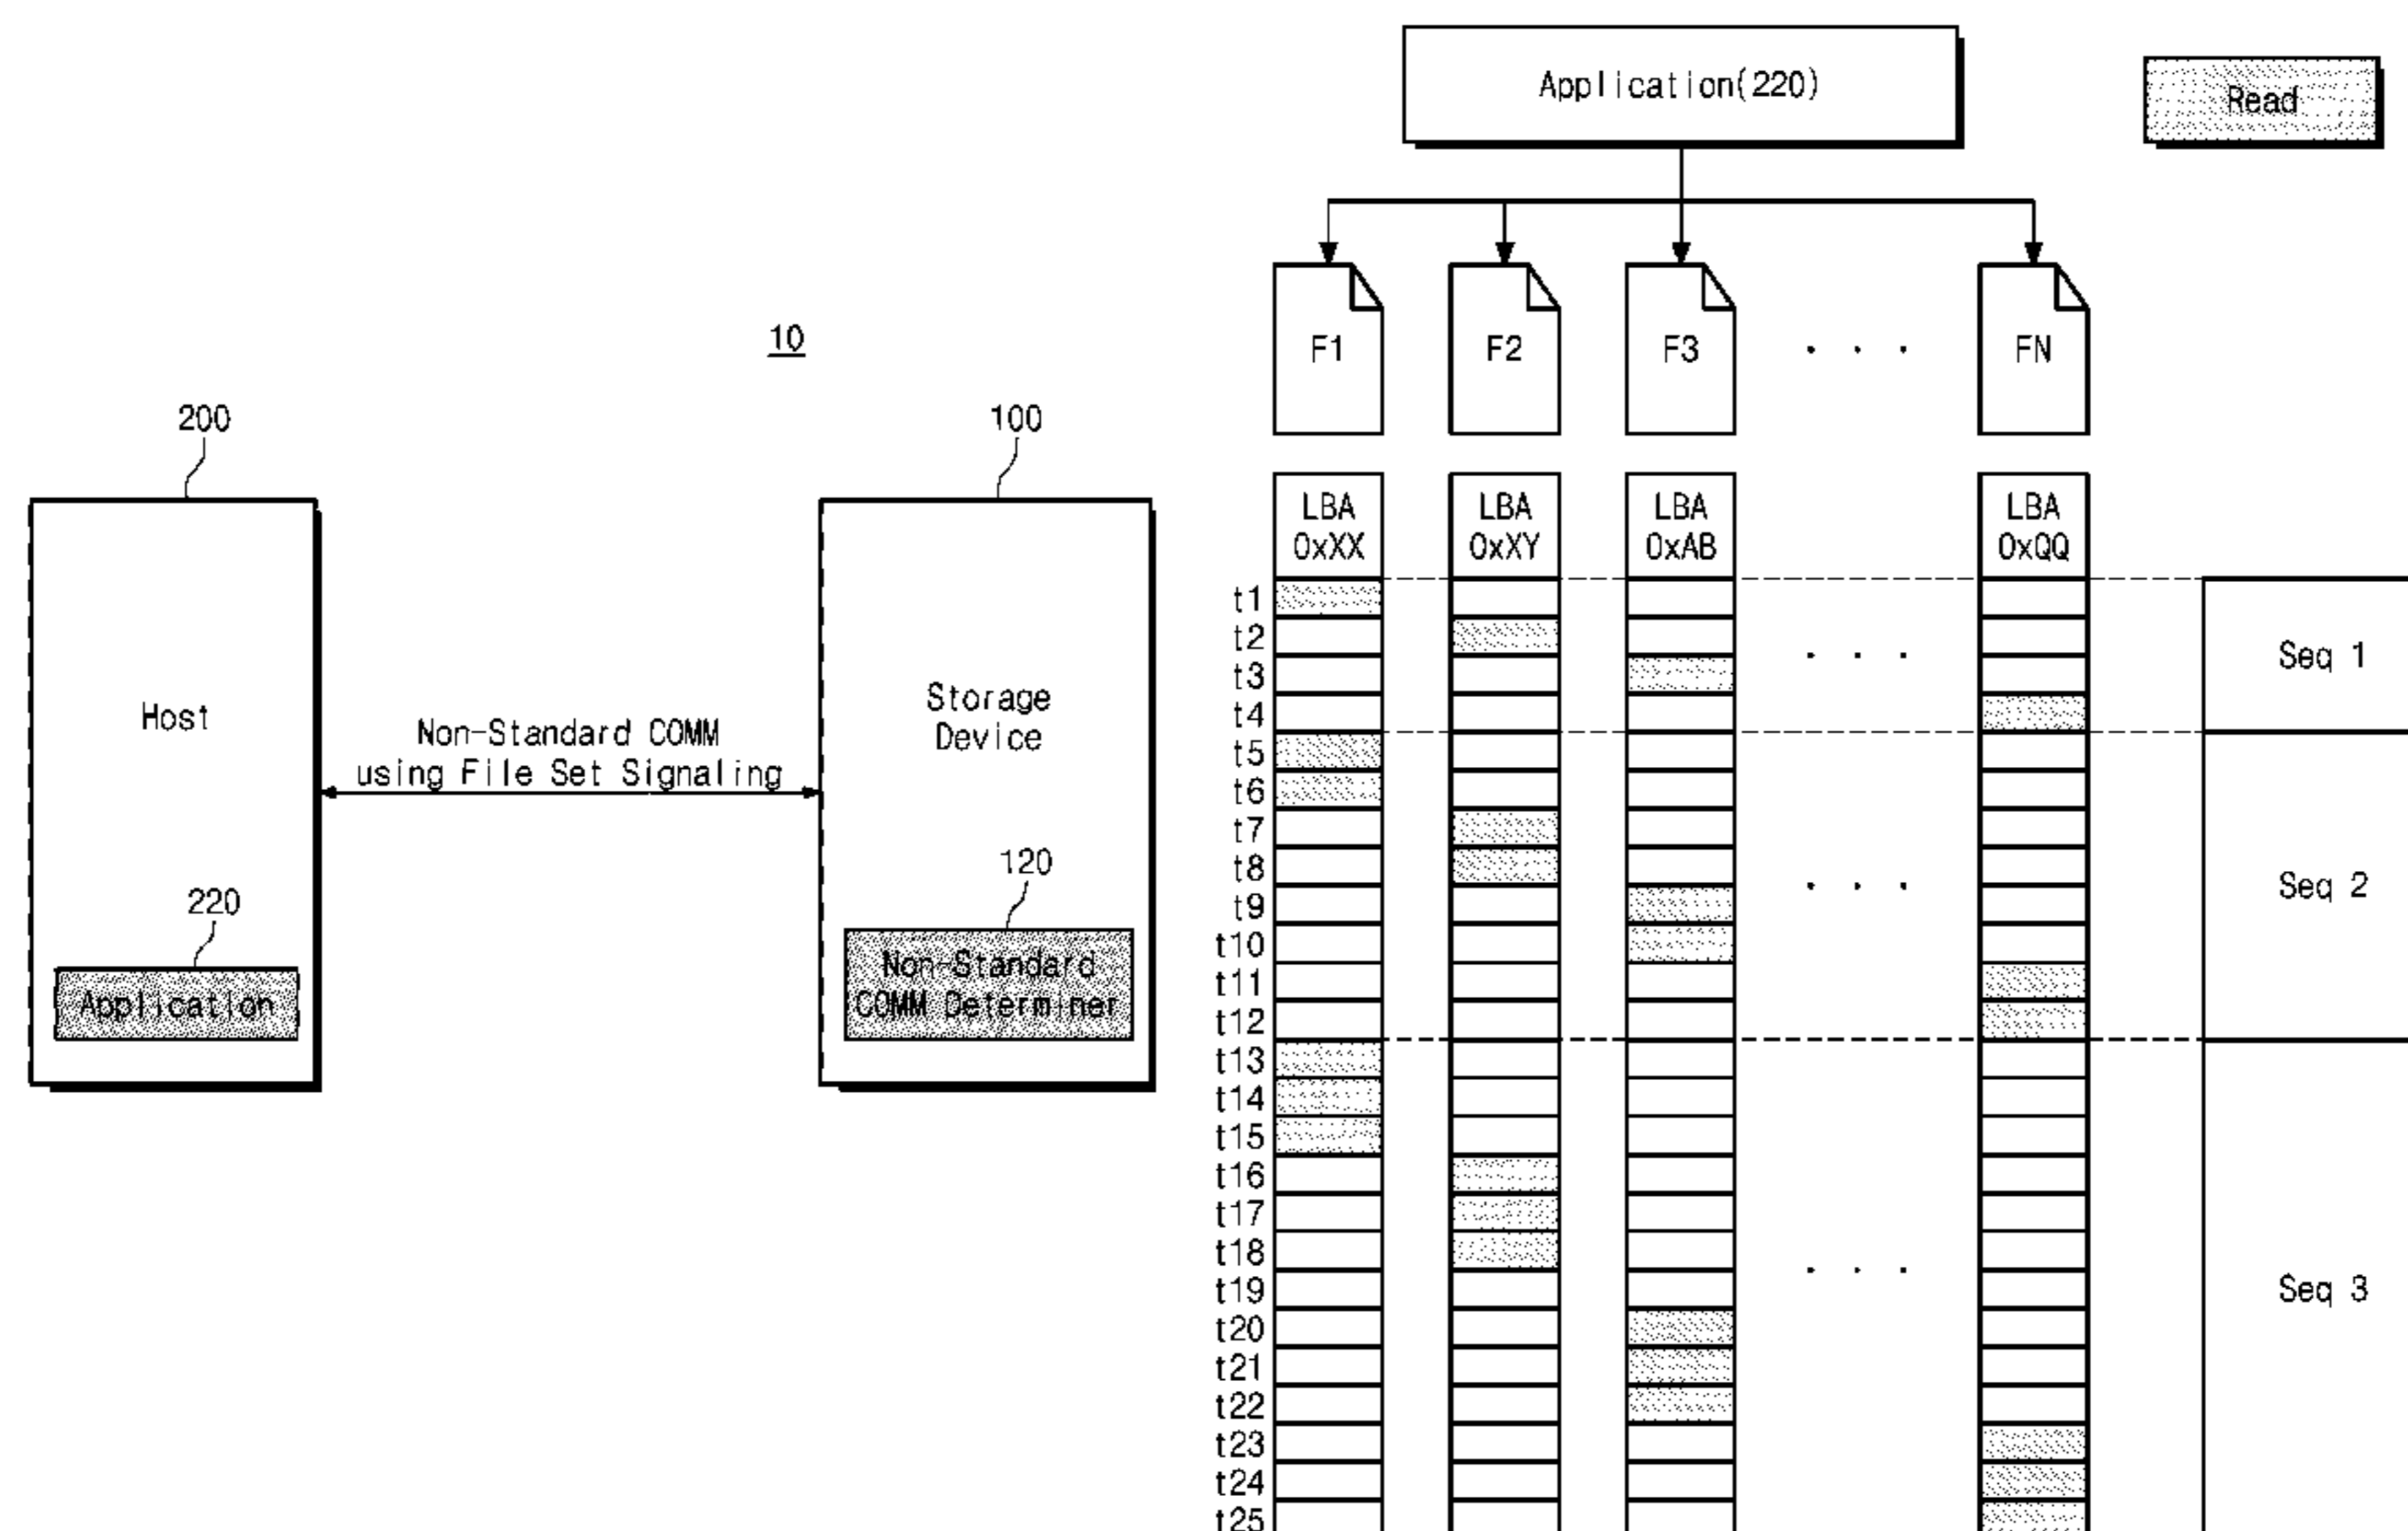 10
200
100
Host
Storage
Device
Non-Standard COMM
using File Set Signaling
220
120
Application
Non-Standard
COMM Determiner
Application(220)
Read
F1
F2
F3
. . .
FN
LBA
0xXX
LBA
0xXY
LBA
0xAB
LBA
0xQQ
t1
t2
t3
t4
t5
t6
t7
t8
t9
t10
t11
t12
t13
t14
t15
t16
t17
t18
t19
t20
t21
t22
t23
t24
t25
. . .
. . .
. . .
Seq 1
Seq 2
Seq 3